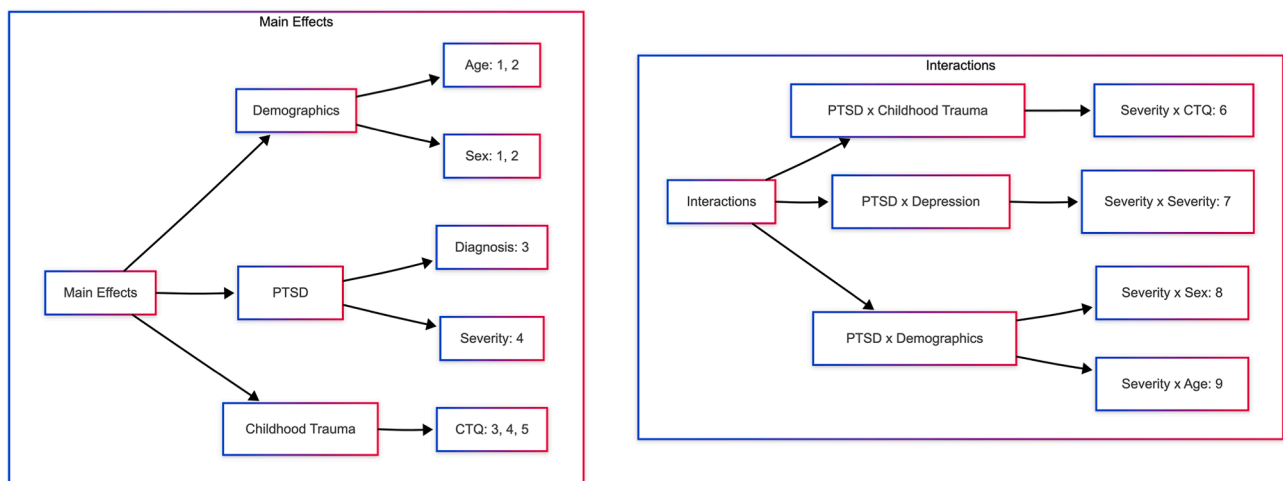 Main Effects
Age: 1, 2
Demographics
Sex: 1, 2
Diagnosis: 3
Main Effects
PTSD
Severity: 4
Childhood Trauma
CTQ: 3, 4, 5
Interactions
PTSD x Childhood Trauma
Severity x CTQ: 6
Interactions
PTSD x Depression
Severity x Severity: 7
Severity x Sex: 8
PTSD x Demographics
Severity x Age: 9